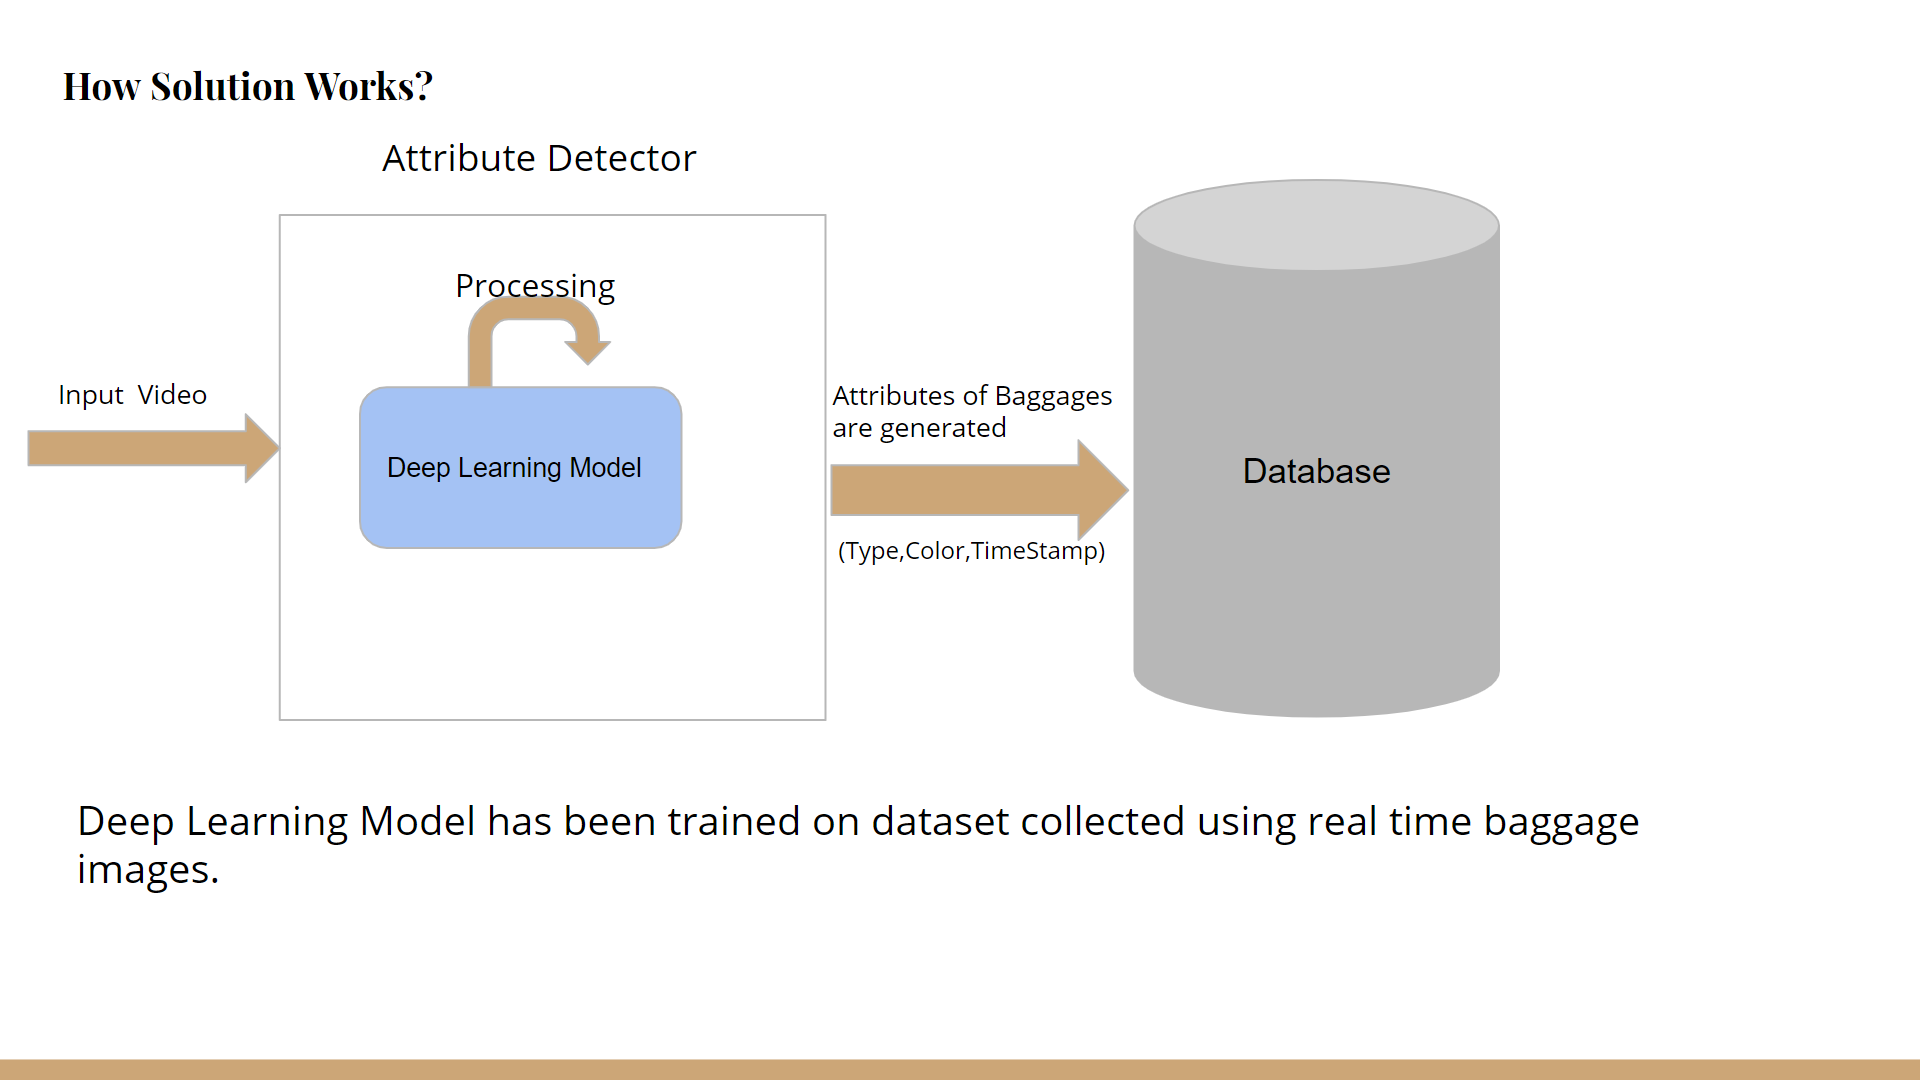 How Solution Works?
Attribute Detector
Processing
Input Video
Deep Learning Model
Attributes of Baggages
are generated
(Type,Color,TimeStamp)
Database
Deep Learning Model has been trained on dataset collected using real time baggage
images.